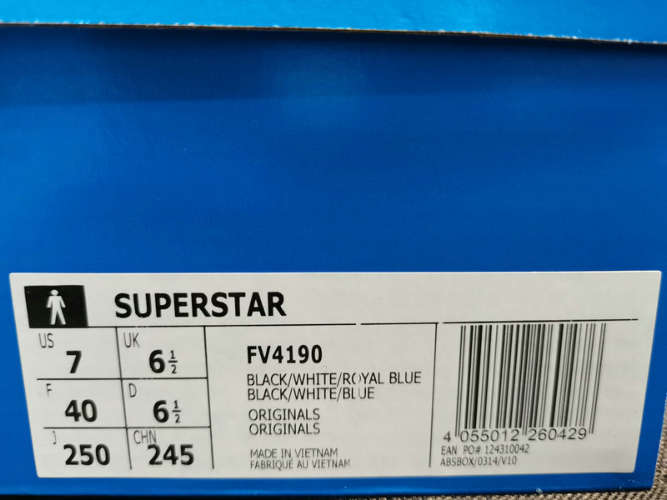 SUPERSTAR
US 7 UK 6 1/2
F 40 D 6 1/2
J 250 CHN 245
FV4190
BLACK/WHITE/ROYAL BLUE
BLACK/WHITE/BLUE
ORIGINALS
ORIGINALS
MADE IN VIETNAM
FABRIQUÉ AU VIETNAM
4 055012 260429
EAN PO# 124310042
ABSBOX/0314/V10